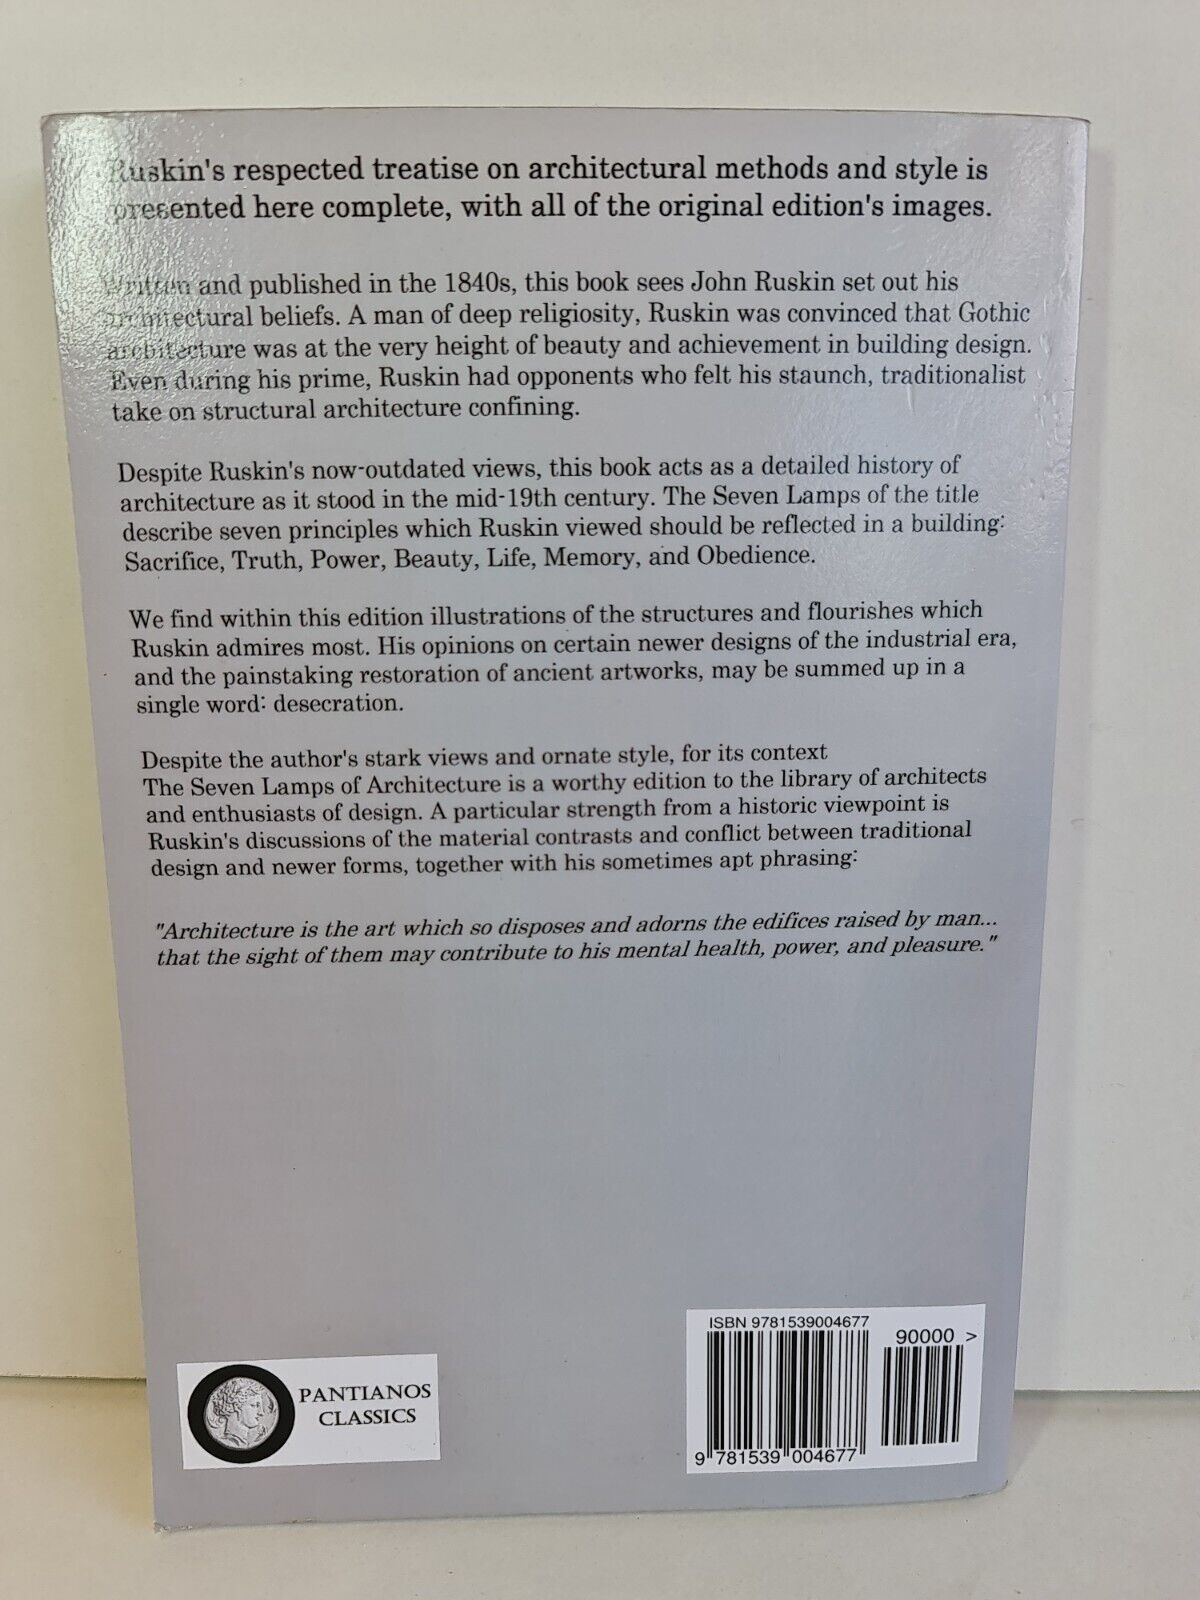 Ruskin's respected treatise on architectural methods and style is
presented here complete, with all of the original edition's images.
Written and published in the 1840s, this book sees John Ruskin set out his
architectural beliefs. A man of deep religiosity, Ruskin was convinced that Gothic
architecture was at the very height of beauty and achievement in building design.
Even during his prime, Ruskin had opponents who felt his staunch, traditionalist
take on structural architecture confining.
Despite Ruskin's now-outdated views, this book acts as a detailed history of
architecture as it stood in the mid-19th century. The Seven Lamps of the title
describe seven principles which Ruskin viewed should be reflected in a building:
Sacrifice, Truth, Power, Beauty, Life, Memory, and Obedience.
We find within this edition illustrations of the structures and flourishes which
Ruskin admires most. His opinions on certain newer designs of the industrial era,
and the painstaking restoration of ancient artworks, may be summed up in a
single word: desecration.
Despite the author's stark views and ornate style, for its context
The Seven Lamps of Architecture is a worthy edition to the library of architects
and enthusiasts of design. A particular strength from a historic viewpoint is
Ruskin's discussions of the material contrasts and conflict between traditional
design and newer forms, together with his sometimes apt phrasing:
"Architecture is the art which so disposes and adorns the edifices raised by man...
that the sight of them may contribute to his mental health, power, and pleasure."
PANTIANOS
CLASSICS
ISBN 9781539004677
90000 >
9 781539 004677